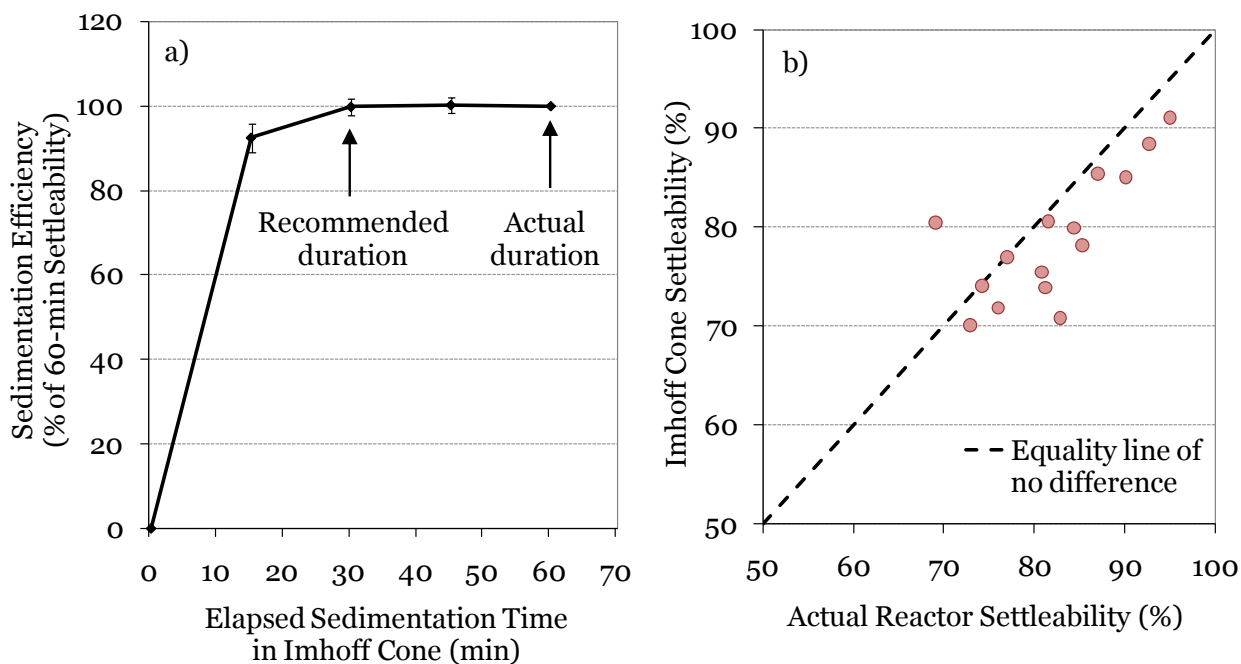 a)
Sedimentation Efficiency
(% of 60-min Settleability)
120
100
80
60
40
20
0
Recommended
duration
Actual
duration
0 10 20 30 40 50 60 70
Elapsed Sedimentation Time
in Imhoff Cone (min)
b)
Imhoff Cone Settleability (%)
100
90
80
70
60
50
Equality line of
no difference
50 60 70 80 90 100
Actual Reactor Settleability (%)